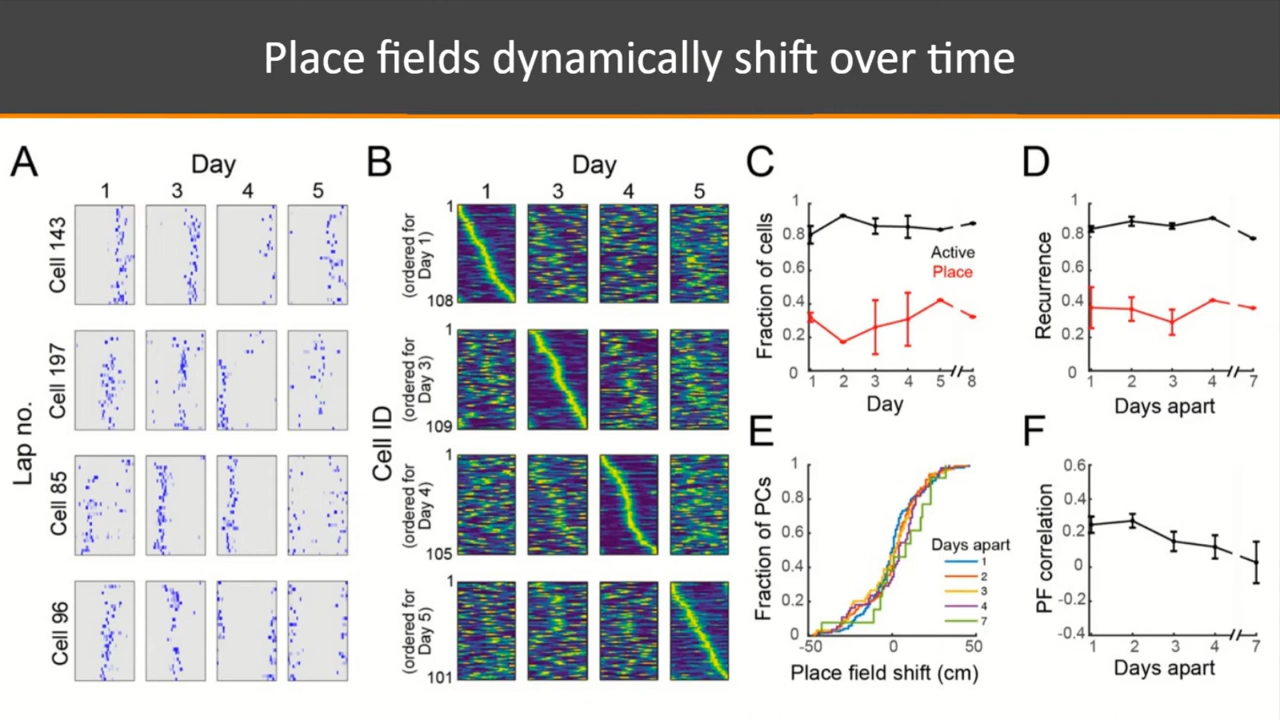 Place fields dynamically shift over time
A
Day
1 3 4 5
Lap no.
Cell 143
Cell 197
Cell 85
Cell 96
B
Day
1 3 4 5
Cell ID
(ordered for
Day 1)
1
108
(ordered for
Day 3)
1
109
(ordered for
Day 4)
1
105
(ordered for
Day 5)
1
101
C
Fraction of cells
1
0.8
0.6
0.4
0.2
0
Active
Place
1 2 3 4 5 8
Day
D
Recurrence
1
0.8
0.6
0.4
0.2
0
1 2 3 4 7
Days apart
E
Fraction of PCs
1
0.8
0.6
0.4
0.2
0
Days apart
1
2
3
4
7
-50 0 50
Place field shift (cm)
F
PF correlation
0.6
0.4
0.2
0
-0.2
-0.4
1 2 3 4 7
Days apart